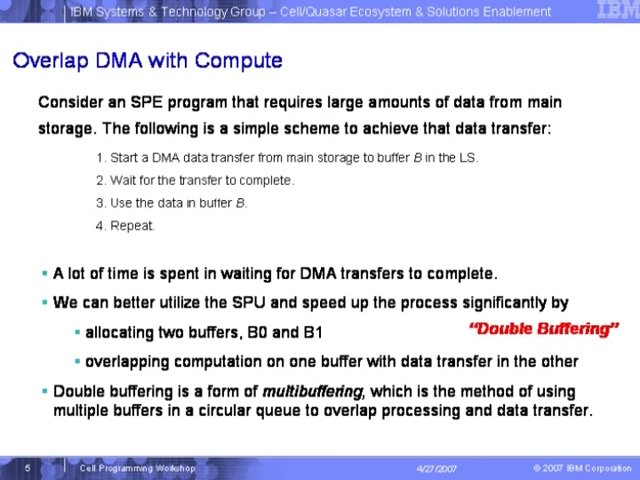 IBM Systems & Technology Group – Cell/Quasar Ecosystem & Solutions Enablement
IBM
Overlap DMA with Compute
Consider an SPE program that requires large amounts of data from main
storage. The following is a simple scheme to achieve that data transfer:
1. Start a DMA data transfer from main storage to buffer B in the LS.
2. Wait for the transfer to complete.
3. Use the data in buffer B.
4. Repeat.
▪ A lot of time is spent in waiting for DMA transfers to complete.
▪ We can better utilize the SPU and speed up the process significantly by
▪ allocating two buffers, B0 and B1
“Double Buffering”
▪ overlapping computation on one buffer with data transfer in the other
▪ Double buffering is a form of multibuffering, which is the method of using
multiple buffers in a circular queue to overlap processing and data transfer.
5 Cell Programming Workshop 4/27/2007 © 2007 IBM Corporation